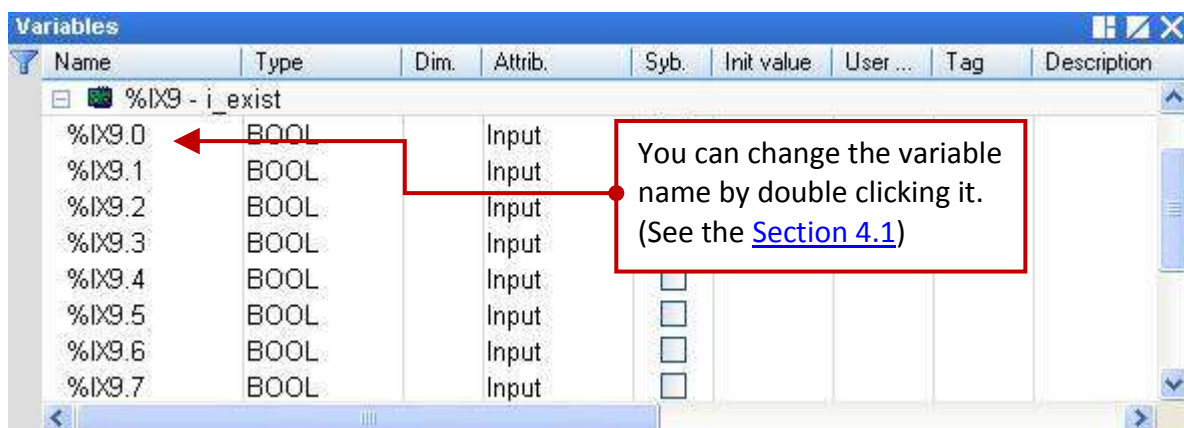 Variables
Name Type Dim. Attrib. Syb. Init value User ... Tag Description
%IX9 - i_exist
%IX9.0 BOOL Input
%IX9.1 BOOL Input
%IX9.2 BOOL Input
%IX9.3 BOOL Input
%IX9.4 BOOL Input
%IX9.5 BOOL Input
%IX9.6 BOOL Input
%IX9.7 BOOL Input
You can change the variable
name by double clicking it.
(See the Section 4.1)